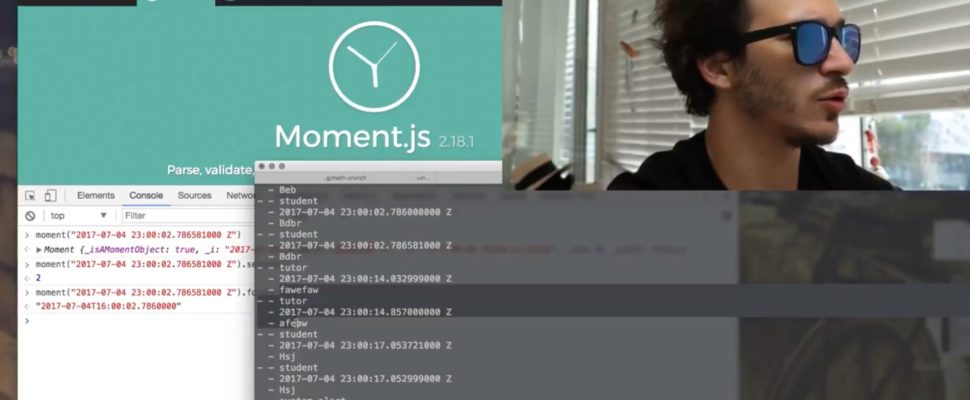 Moment.js 2.18.1
Parse, validate,
Elements Console Sources
top
Filter
moment("2017-07-04 23:00:02.786581000 Z")
Moment {_isAMomentObject: true, _i: "2017-
moment("2017-07-04 23:00:02.786581000 Z").se
2
moment("2017-07-04 23:00:02.786581000 Z").fo
"2017-07-04T16:00:02.7860000"
- Beb
- - student
- 2017-07-04 23:00:02.786000000 Z
- Bdbr
- - student
- 2017-07-04 23:00:02.786581000 Z
- Bdbr
- - tutor
- 2017-07-04 23:00:14.032999000 Z
- fawefaw
- - tutor
- 2017-07-04 23:00:14.857000000 Z
- afepw
- - student
- 2017-07-04 23:00:17.053721000 Z
- Hsj
- - student
- 2017-07-04 23:00:17.052999000 Z
- Hsj